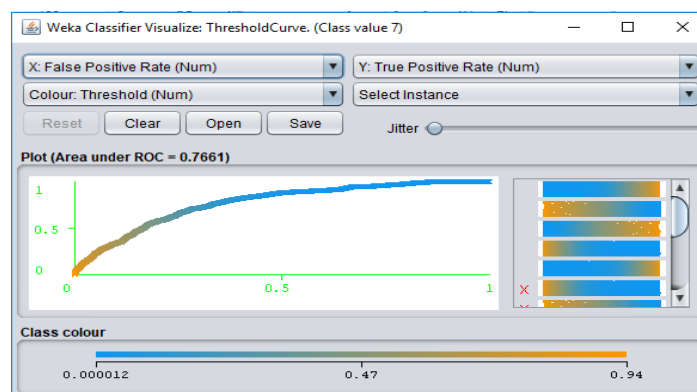 Weka Classifier Visualize: ThresholdCurve. (Class value 7)
X: False Positive Rate (Num)
Y: True Positive Rate (Num)
Colour: Threshold (Num)
Select Instance
Reset
Clear
Open
Save
Jitter
Plot (Area under ROC = 0.7661)
1
0.5
0
0
0.5
1
X
Class colour
0.000012
0.47
0.94